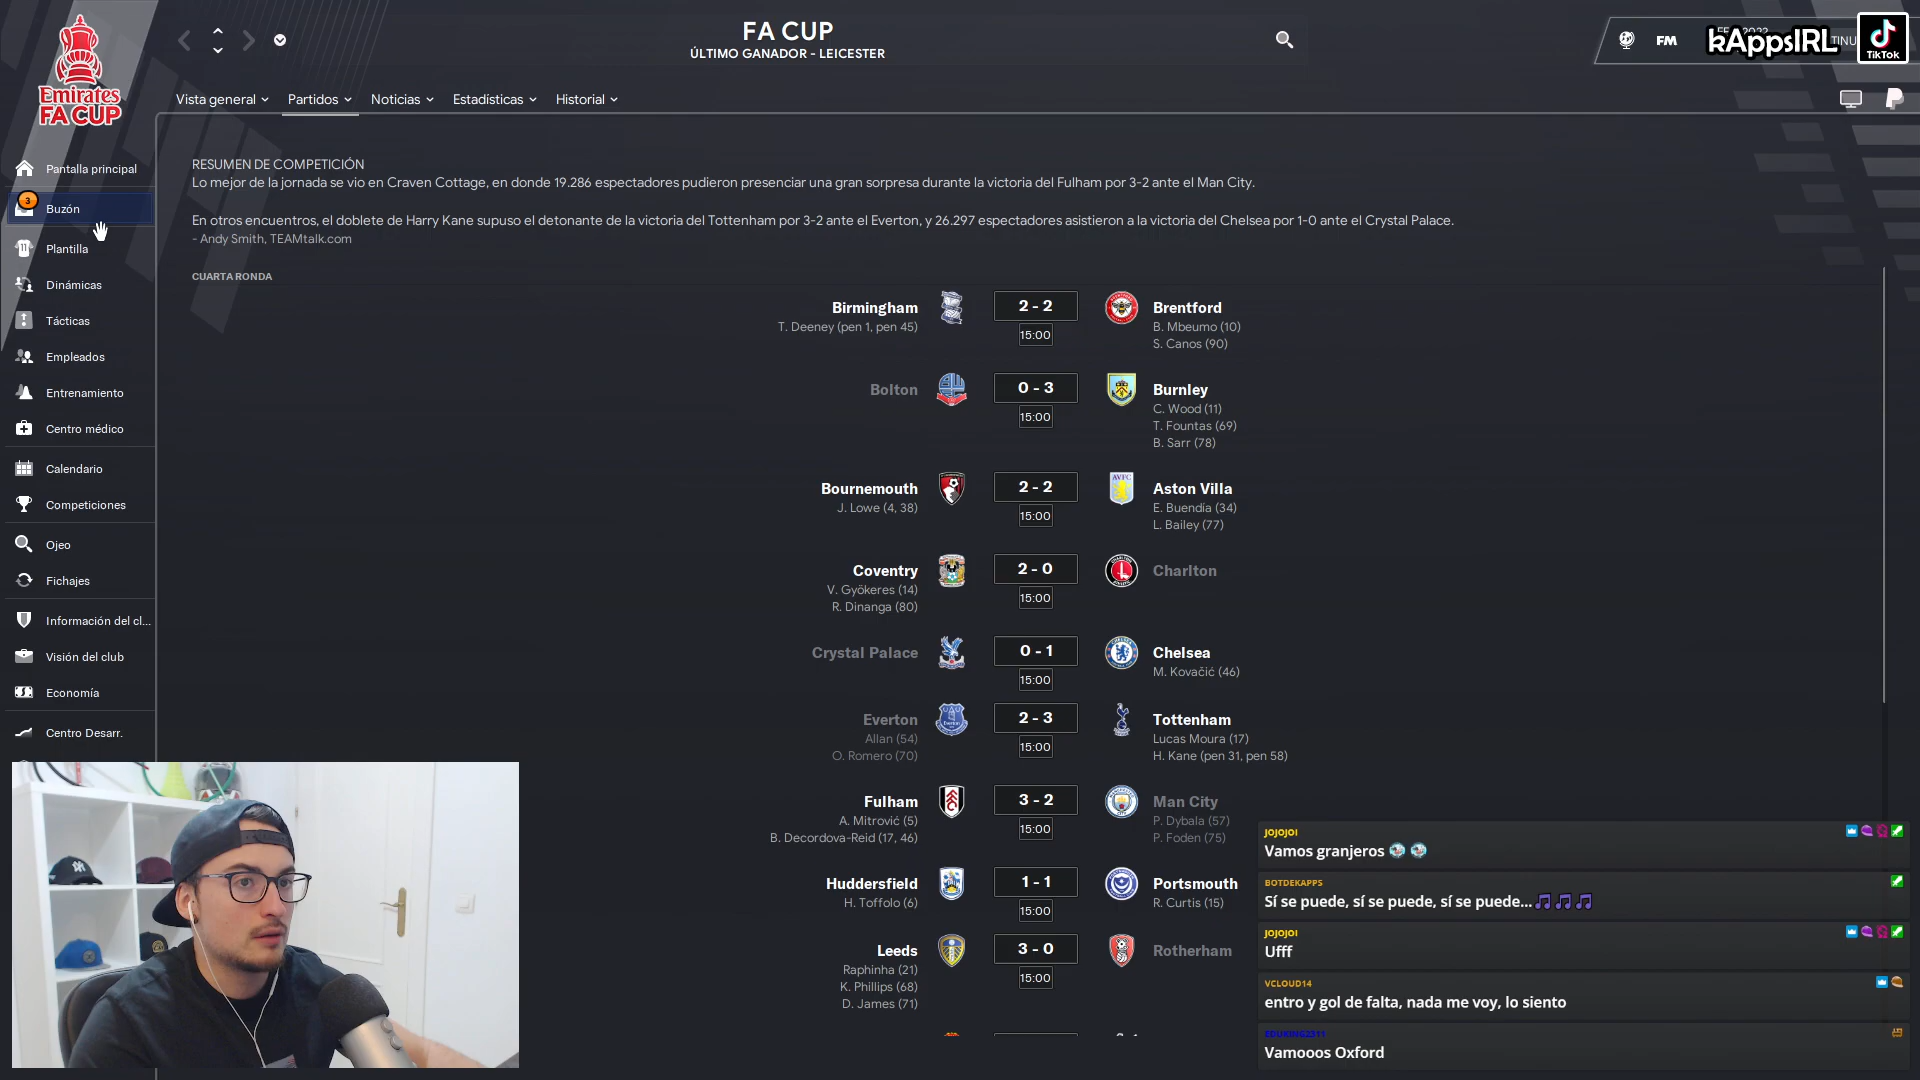 FA CUP
ÚLTIMO GANADOR - LEICESTER
FM
kAppsIRL
TikTok
Emirates
FA CUP
Vista general
Partidos
Noticias
Estadísticas
Historial
Pantalla principal
3
Buzón
Plantilla
Dinámicas
Tácticas
Empleados
Entrenamiento
Centro médico
Calendario
Competiciones
Ojeo
Fichajes
Información del cl...
Visión del club
Economía
Centro Desarr.
RESUMEN DE COMPETICIÓN
Lo mejor de la jornada se vio en Craven Cottage, en donde 19.286 espectadores pudieron presenciar una gran sorpresa durante la victoria del Fulham por 3-2 ante el Man City.
En otros encuentros, el doblete de Harry Kane supuso el detonante de la victoria del Tottenham por 3-2 ante el Everton, y 26.297 espectadores asistieron a la victoria del Chelsea por 1-0 ante el Crystal Palace.
- Andy Smith, TEAMtalk.com
CUARTA RONDA
Birmingham 2 - 2 Brentford
T. Deeney (pen 1, pen 45) 15:00 B. Mbeumo (10)
S. Canos (90)
Bolton 0 - 3 Burnley
15:00 C. Wood (11)
T. Fountas (69)
B. Sarr (78)
Bournemouth 2 - 2 Aston Villa
J. Lowe (4, 38) 15:00 E. Buendía (34)
L. Bailey (77)
Coventry 2 - 0 Charlton
V. Gyökeres (14) 15:00
R. Dinanga (80)
Crystal Palace 0 - 1 Chelsea
15:00 M. Kovačić (46)
Everton 2 - 3 Tottenham
Allan (54) 15:00 Lucas Moura (17)
O. Romero (70) H. Kane (pen 31, pen 58)
Fulham 3 - 2 Man City
A. Mitrović (5) 15:00 P. Dybala (57)
B. Decordova-Reid (17, 46) P. Foden (75)
Huddersfield 1 - 1 Portsmouth
H. Toffolo (6) 15:00 R. Curtis (15)
Leeds 3 - 0 Rotherham
Raphinha (21) 15:00
K. Phillips (68)
D. James (71)
JOJOJOI
Vamos granjeros
BOTDEKAPPS
Sí se puede, sí se puede, sí se puede...
JOJOJOI
Ufff
VCLOUD14
entro y gol de falta, nada me voy, lo siento
EDUKING2311
Vamooos Oxford